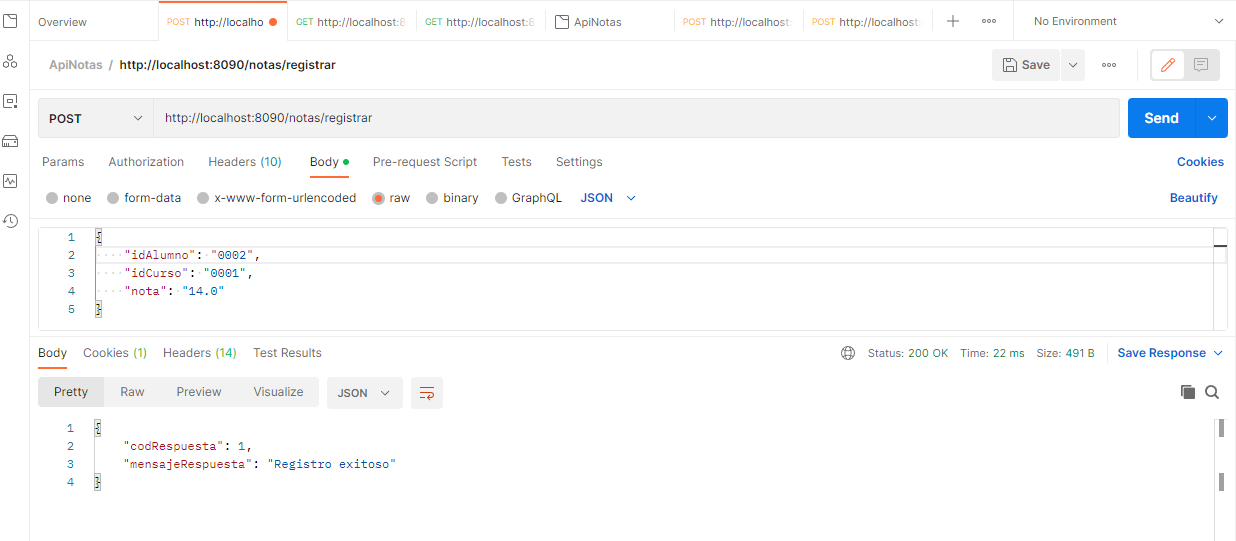 Overview POST http://localho GET http://localhost:8 GET http://localhost:8 ApiNotas POST http://localhost: POST http://localhost: No Environment
ApiNotas / http://localhost:8090/notas/registrar Save
POST http://localhost:8090/notas/registrar Send
Params Authorization Headers (10) Body Pre-request Script Tests Settings Cookies
none form-data x-www-form-urlencoded raw binary GraphQL JSON Beautify
1 {
2 "idAlumno": "0002",
3 "idCurso": "0001",
4 "nota": "14.0"
5 }
Body Cookies (1) Headers (14) Test Results Status: 200 OK Time: 22 ms Size: 491 B Save Response
Pretty Raw Preview Visualize JSON
1 {
2 "codRespuesta": 1,
3 "mensajeRespuesta": "Registro exitoso"
4 }